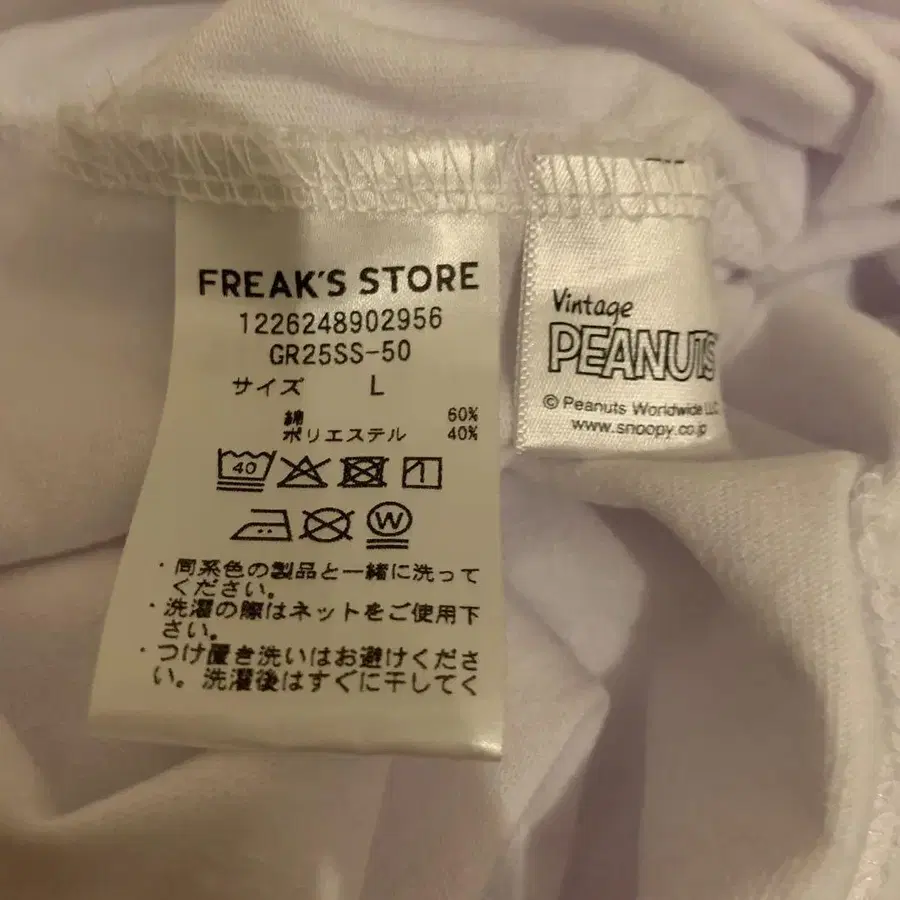 FREAK'S STORE
1226248902956
GR25SS-50
サイズ L
綿 60%
ポリエステル 40%
40
W
・同系色の製品と一緒に洗って
ください。
・洗濯の際はネットをご使用下
さい。
・つけ置き洗いはお避けくださ
い。洗濯後はすぐに干してく
Vintage
PEANUTS
© Peanuts Worldwide LLC
www.snoopy.co.jp